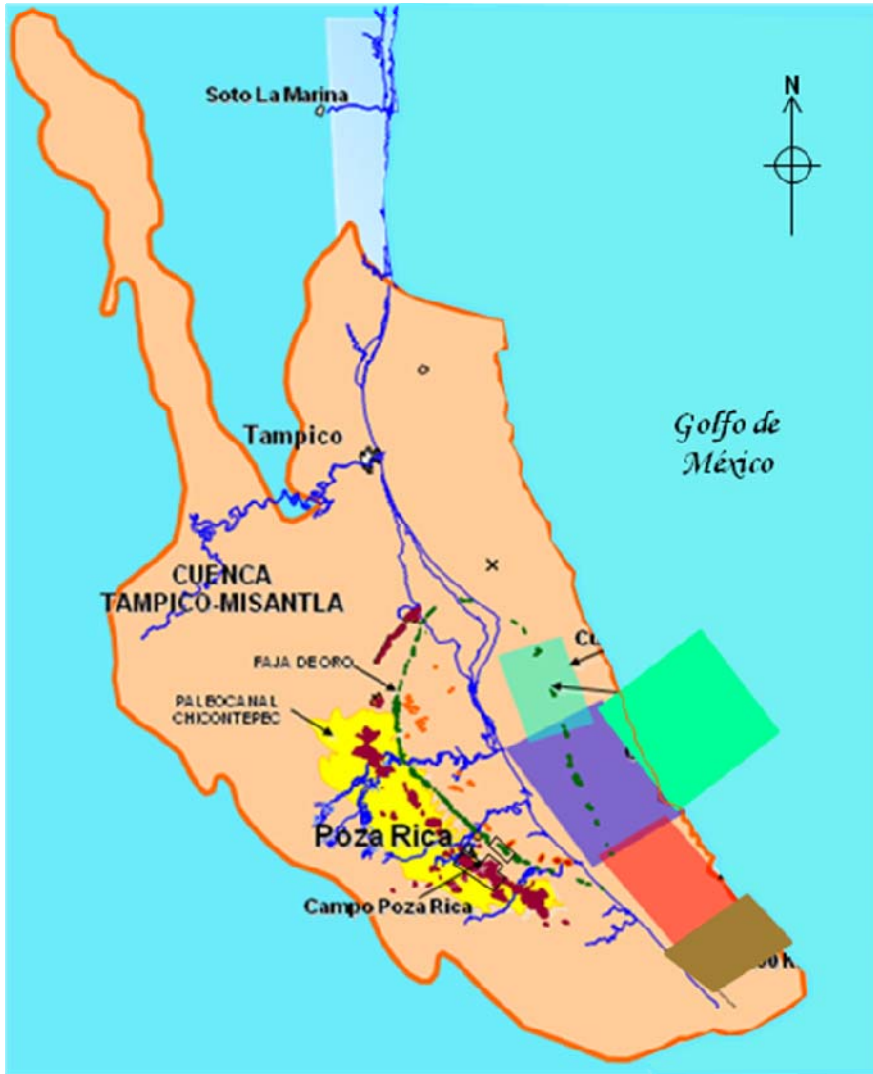 Soto La Marina
N
Golfo de
México
Tampico
CUENCA
TAMPICO-MISANTLA
FAJA DE ORO
PALEOCANAL
CHICONTEPEC
Poza Rica
Campo Poza Rica